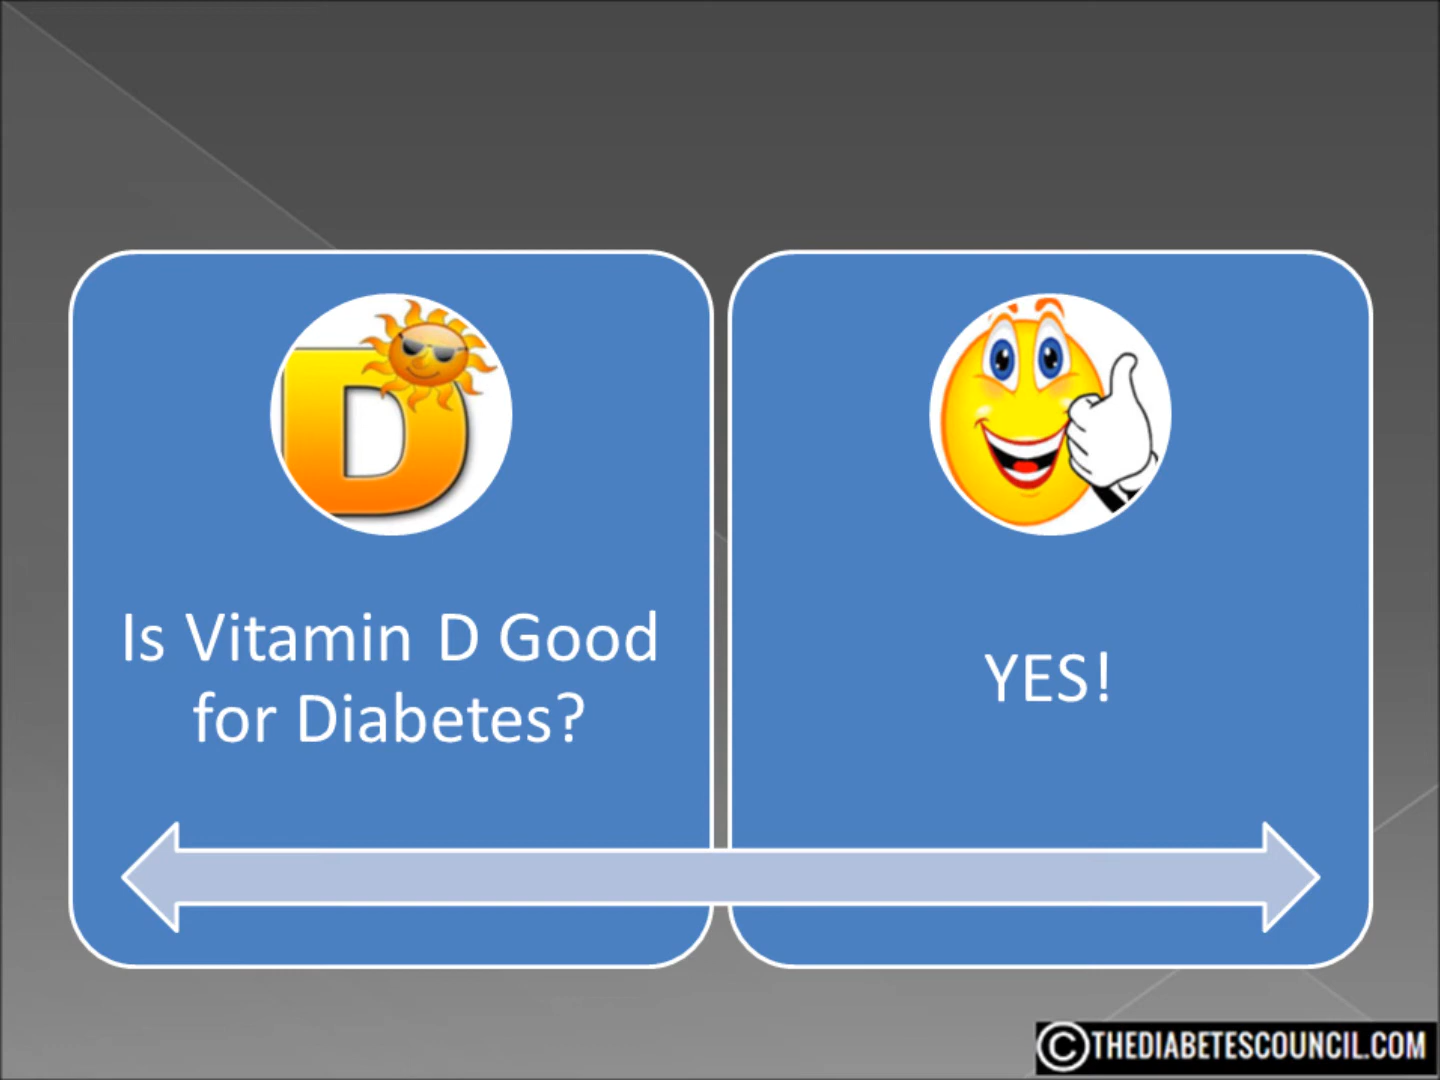 D
Is Vitamin D Good
for Diabetes?
YES!
©THEDIABETESCOUNCIL.COM